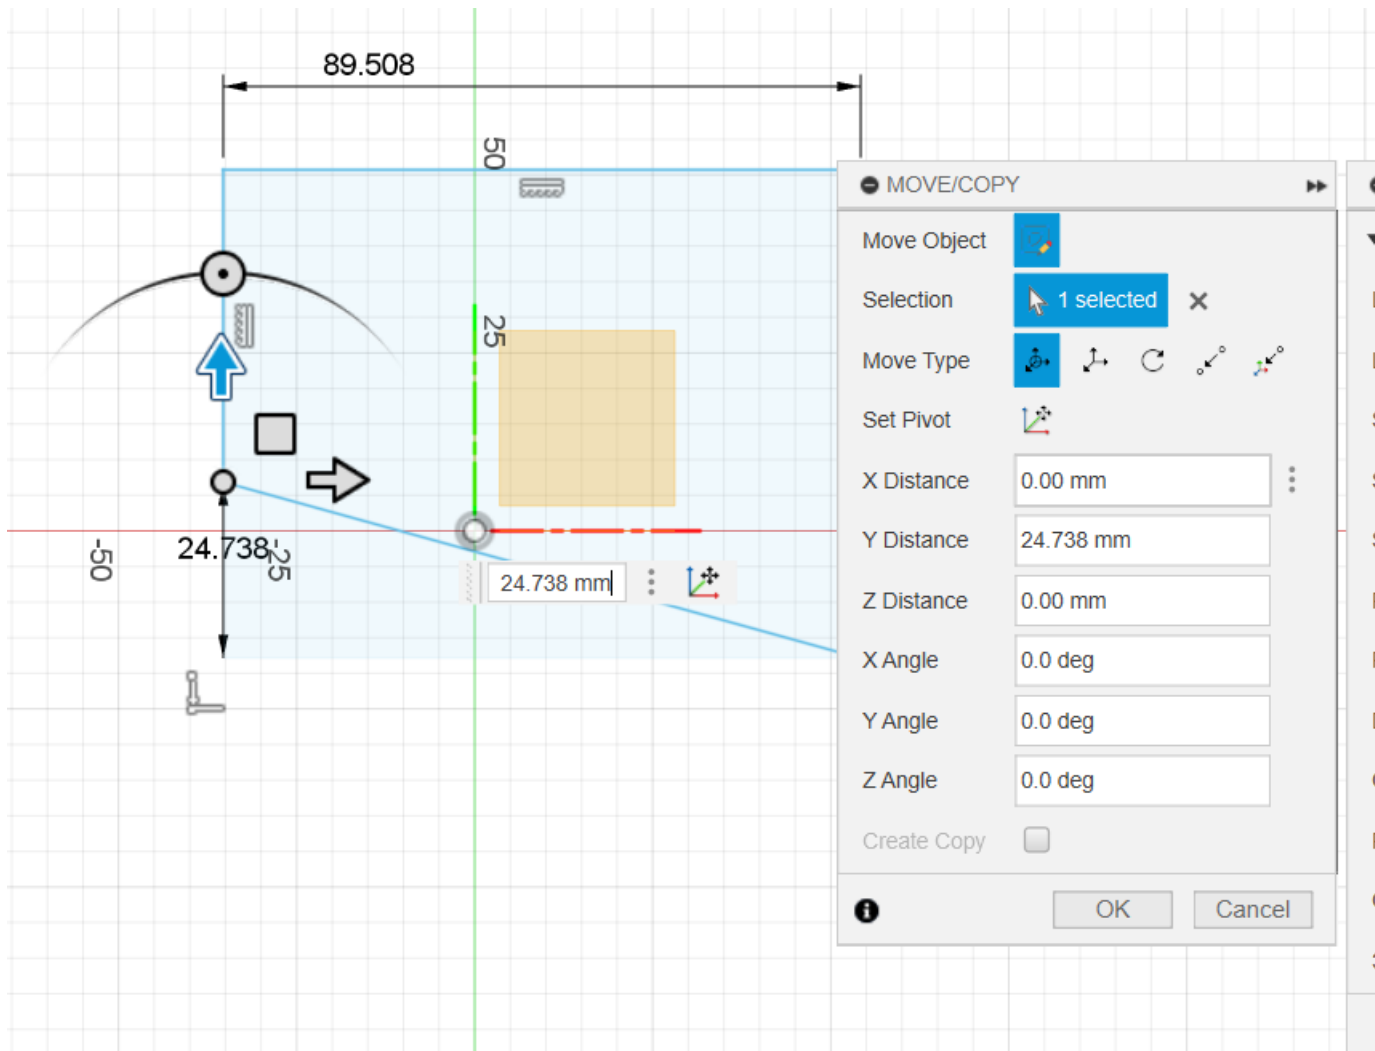 89.508
50
25
24.738
-50
-25
24.738 mm
MOVE/COPY
Move Object
Selection 1 selected
Move Type
Set Pivot
X Distance 0.00 mm
Y Distance 24.738 mm
Z Distance 0.00 mm
X Angle 0.0 deg
Y Angle 0.0 deg
Z Angle 0.0 deg
Create Copy
OK Cancel